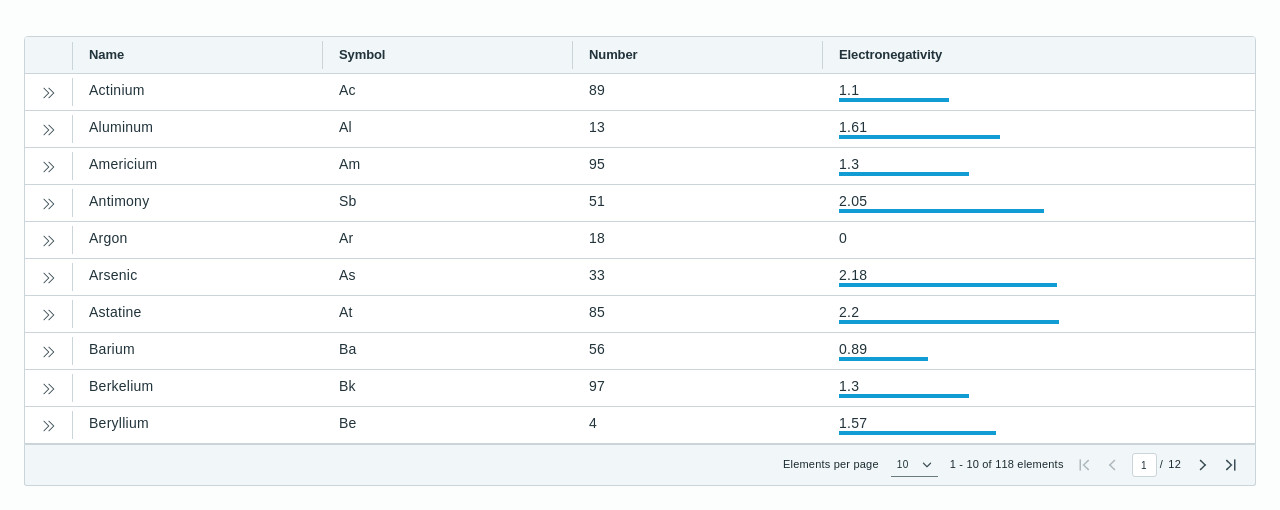 Name Symbol Number Electronegativity
Actinium Ac 89 1.1
Aluminum Al 13 1.61
Americium Am 95 1.3
Antimony Sb 51 2.05
Argon Ar 18 0
Arsenic As 33 2.18
Astatine At 85 2.2
Barium Ba 56 0.89
Berkelium Bk 97 1.3
Beryllium Be 4 1.57
Elements per page 10 1 - 10 of 118 elements 1 / 12